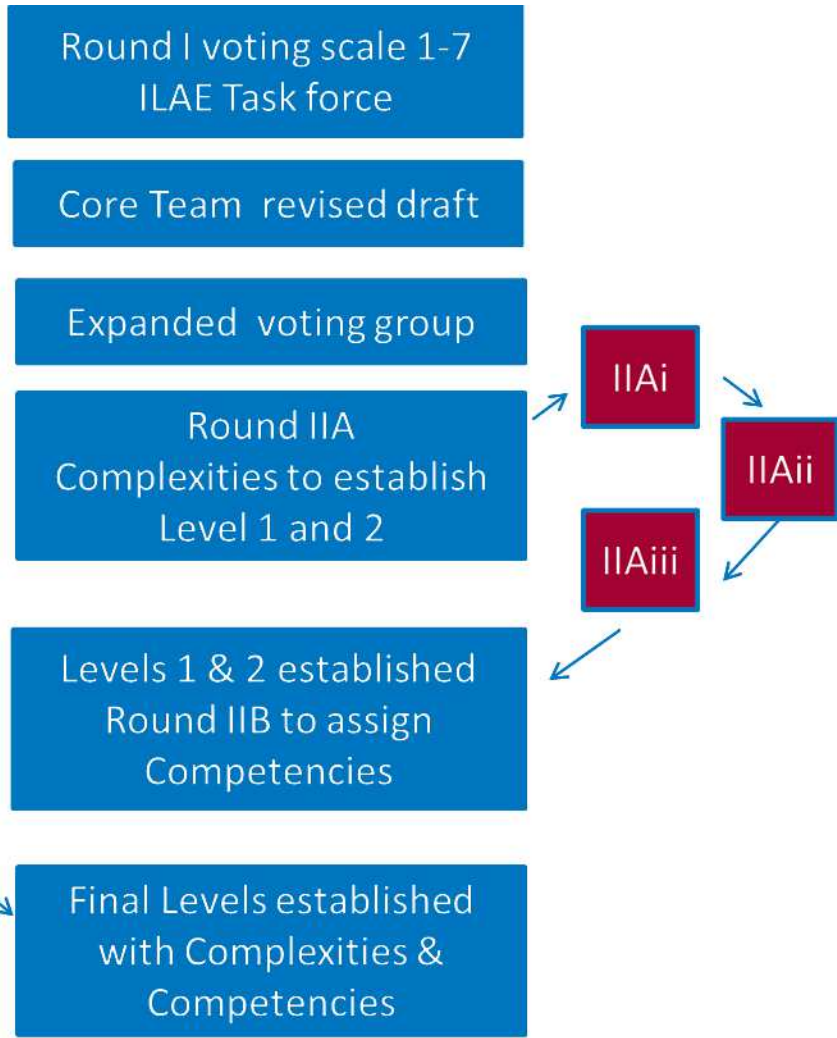 Round I voting scale 1-7
ILAE Task force
Core Team revised draft
Expanded voting group
Round IIA
Complexities to establish
Level 1 and 2
IIAi
IIAii
IIAiii
Levels 1 & 2 established
Round IIB to assign
Competencies
Final Levels established
with Complexities &
Competencies